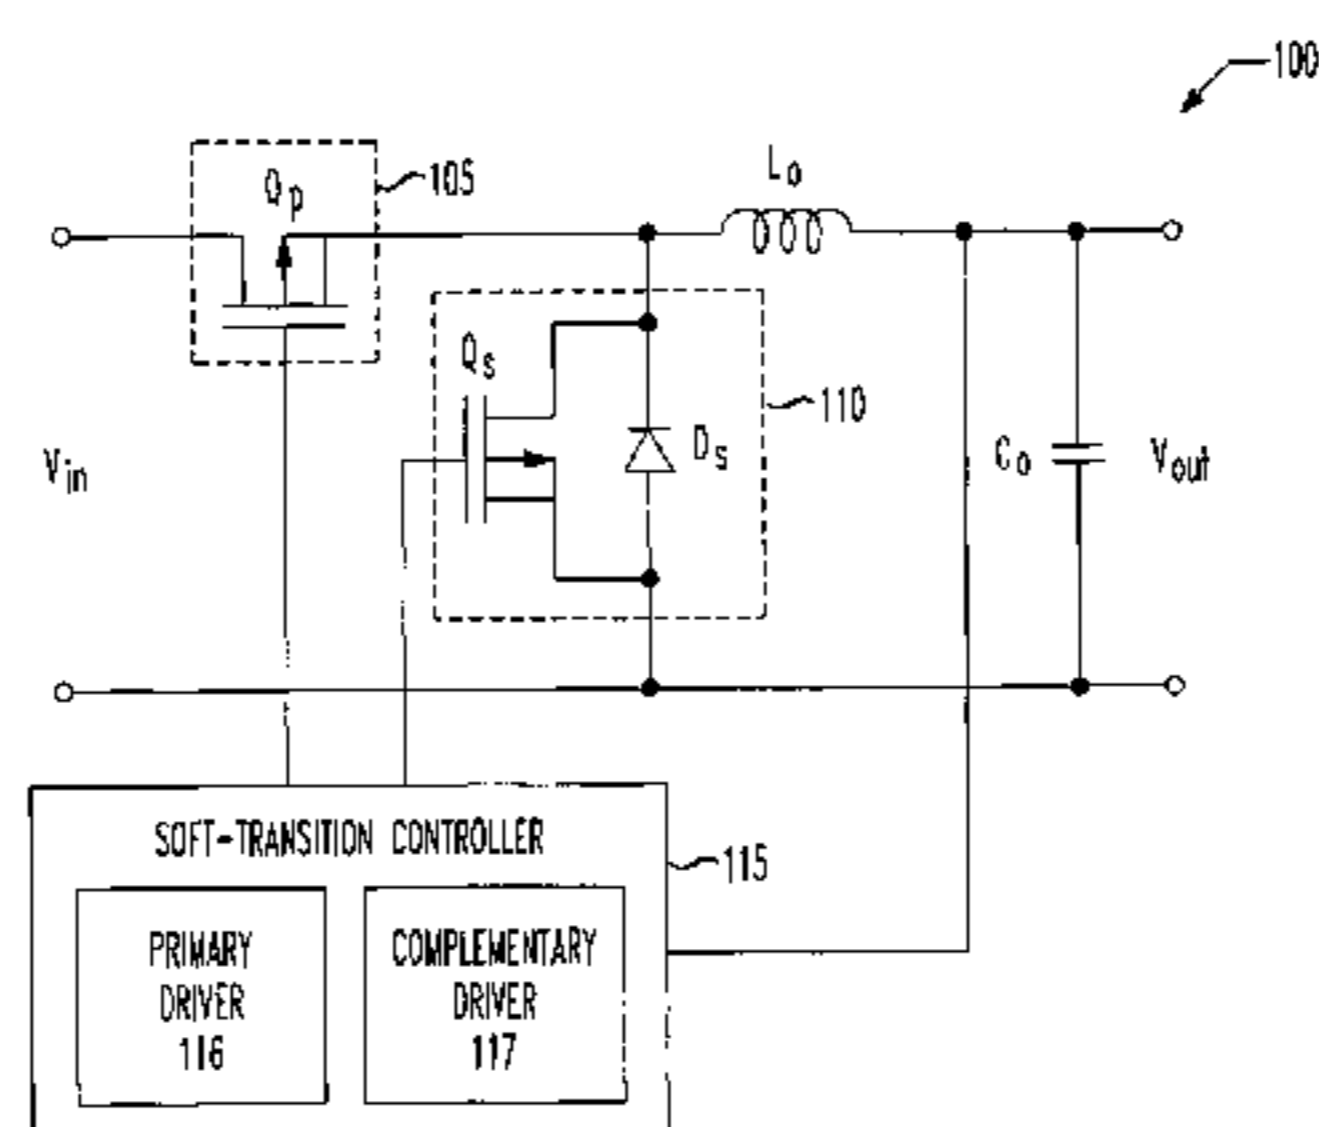 100
Qp
105
Lo
Qs
110
Ds
Vin
Co
Vout
SOFT-TRANSITION CONTROLLER
115
PRIMARY
DRIVER
116
COMPLEMENTARY
DRIVER
117